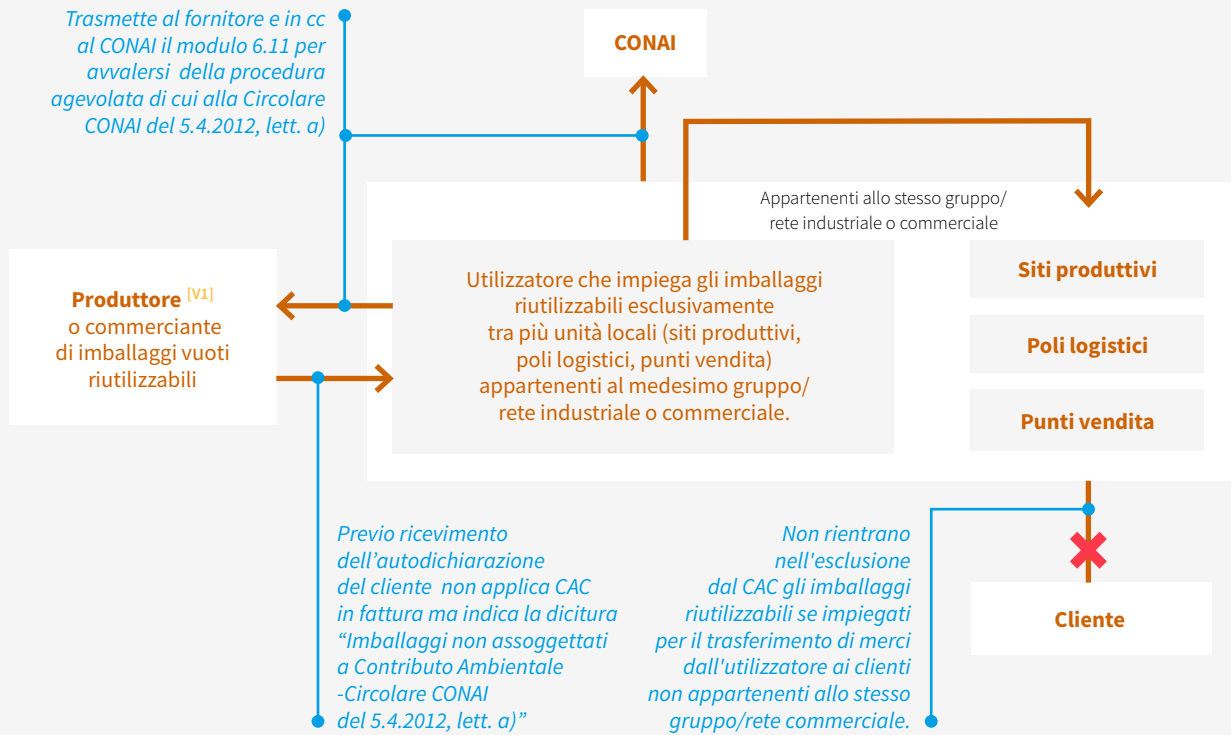 Trasmette al fornitore e in cc
al CONAI il modulo 6.11 per
avvalersi della procedura
agevolata di cui alla Circolare
CONAI del 5.4.2012, lett. a)
CONAI
Appartenenti allo stesso gruppo/
rete industriale o commerciale
Produttore [V1]
o commerciante
di imballaggi vuoti
riutilizzabili
Utilizzatore che impiega gli imballaggi
riutilizzabili esclusivamente
tra più unità locali (siti produttivi,
poli logistici, punti vendita)
appartenenti al medesimo gruppo/
rete industriale o commerciale.
Siti produttivi
Poli logistici
Punti vendita
Previo ricevimento
dell’autodichiarazione
del cliente non applica CAC
in fattura ma indica la dicitura
“Imballaggi non assoggettati
a Contributo Ambientale
-Circolare CONAI
del 5.4.2012, lett. a)”
Non rientrano
nell'esclusione
dal CAC gli imballaggi
riutilizzabili se impiegati
per il trasferimento di merci
dall'utilizzatore ai clienti
non appartenenti allo stesso
gruppo/rete commerciale.
Cliente